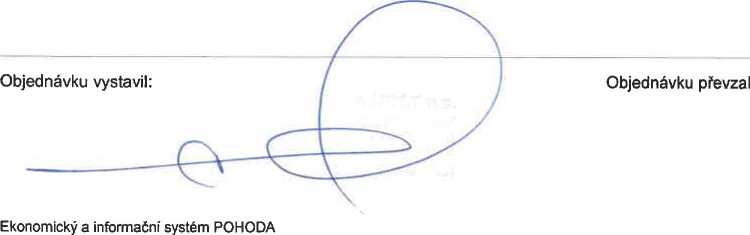 Objednávku vystavil: Objednávku převzal
Ekonomický a informační systém POHODA